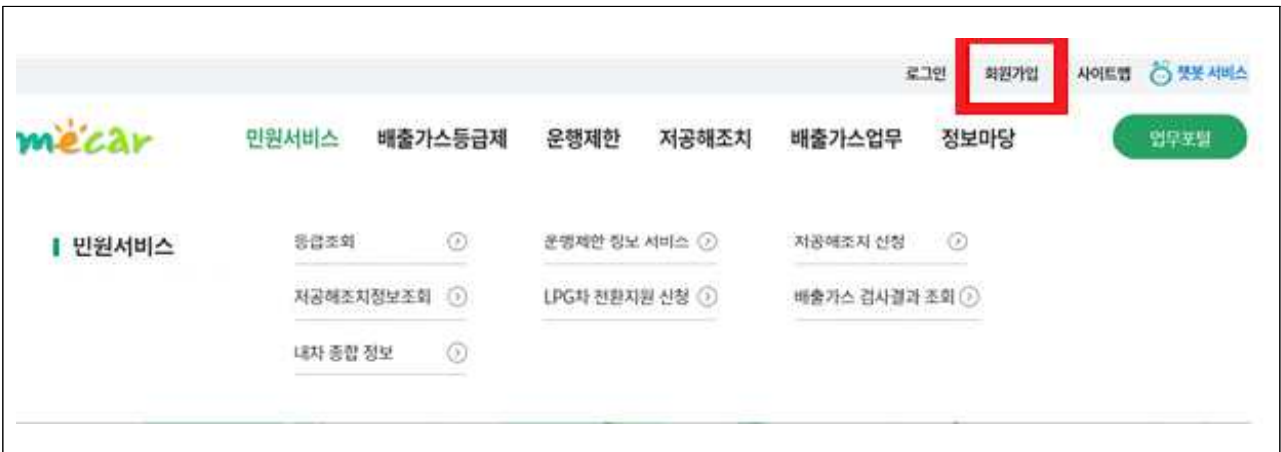 로그인 회원가입 사이트맵 챗봇 서비스
mecar 민원서비스 배출가스등급제 운행제한 저공해조치 배출가스업무 정보마당 업무포털
민원서비스
등급조회 운행제한 정보 서비스 저공해조치 신청
저공해조치정보조회 LPG차 전환지원 신청 배출가스 검사결과 조회
내차 종합 정보